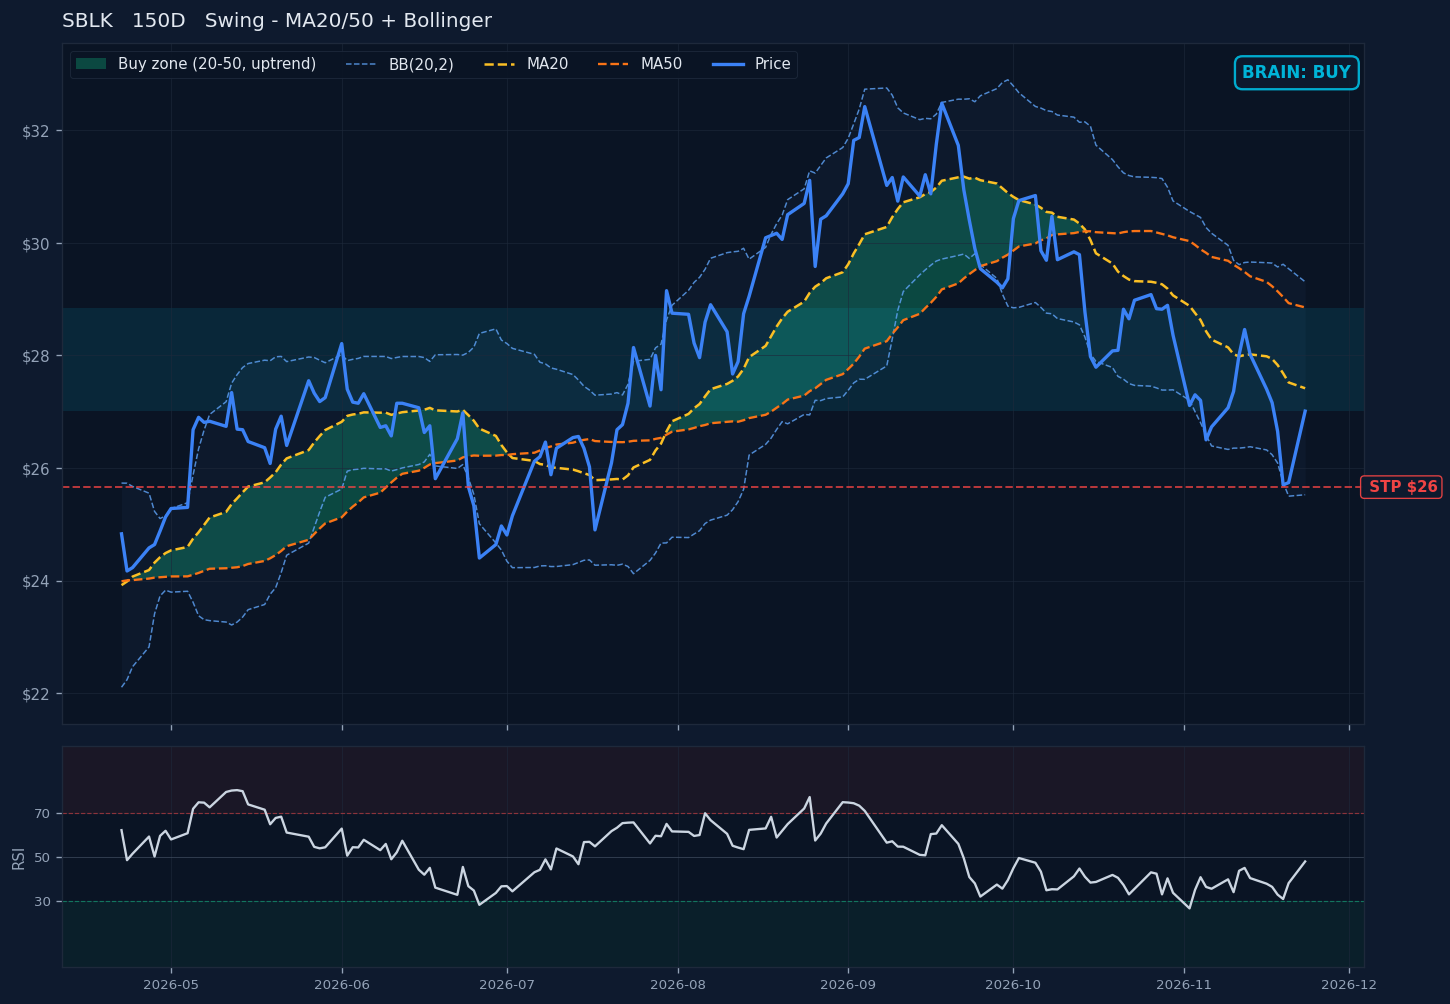 SBLK   150D   Swing - MA20/50 + Bollinger
Buy zone (20-50, uptrend)
BB(20,2)
MA20
MA50
Price
BRAIN: BUY
$32
$30
$28
$26
$24
$22
STP $26
70
50
30
RSI
2026-05
2026-06
2026-07
2026-08
2026-09
2026-10
2026-11
2026-12